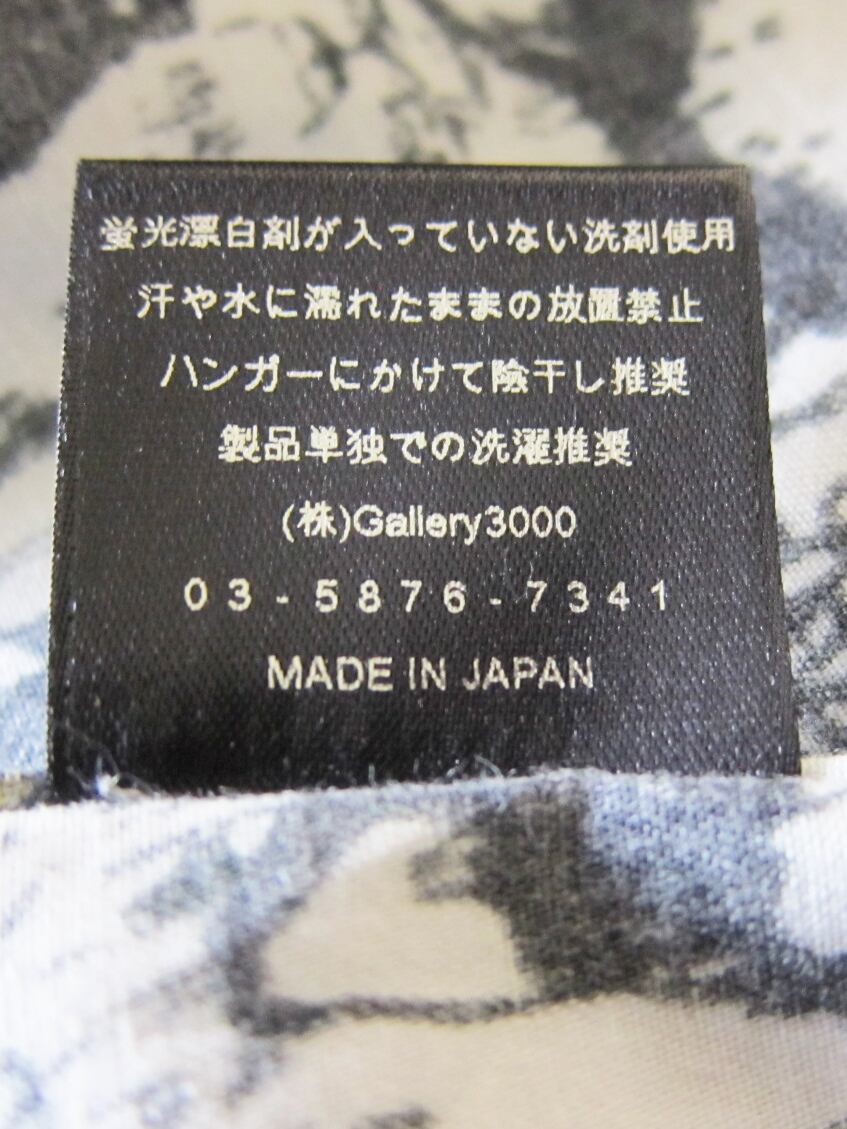 蛍光漂白剤が入っていない洗剤使用
汗や水に濡れたままの放置禁止
ハンガーにかけて陰干し推奨
製品単独での洗濯推奨
(株)Gallery3000
03-5876-7341
MADE IN JAPAN